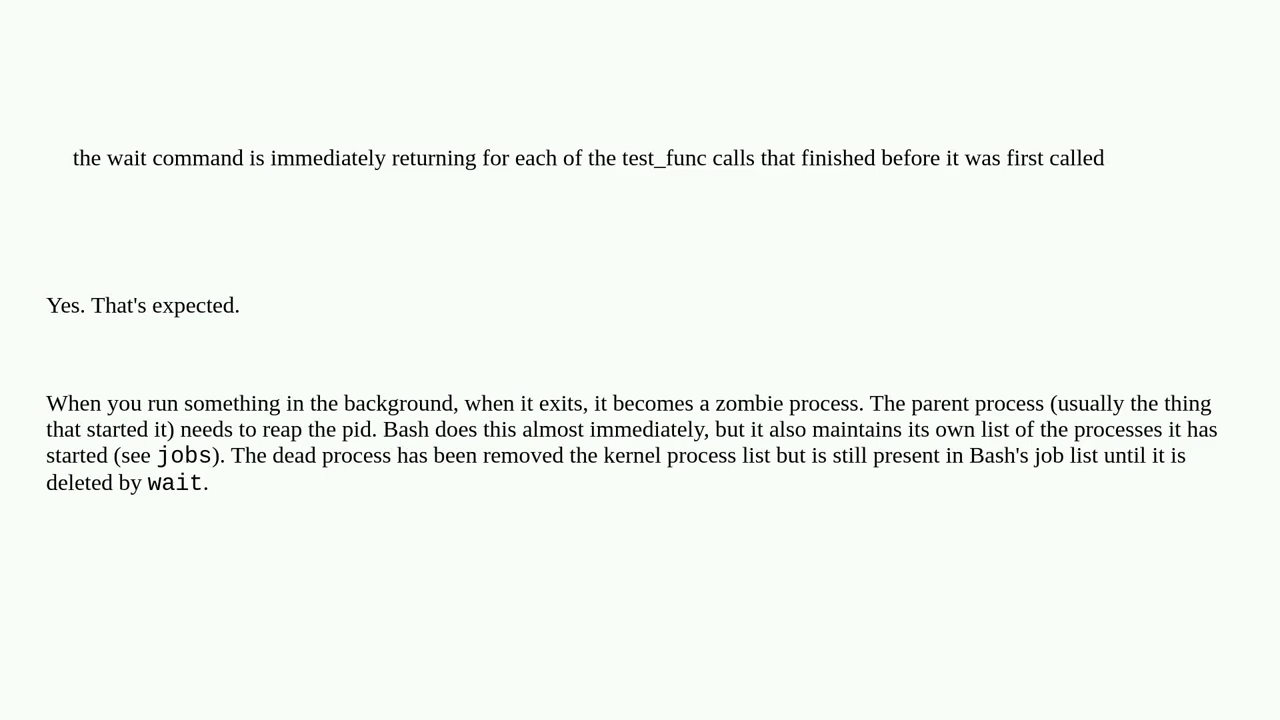 the wait command is immediately returning for each of the test_func calls that finished before it was first called
Yes. That's expected.
When you run something in the background, when it exits, it becomes a zombie process. The parent process (usually the thing
that started it) needs to reap the pid. Bash does this almost immediately, but it also maintains its own list of the processes it has
started (see jobs). The dead process has been removed the kernel process list but is still present in Bash's job list until it is
deleted by wait.